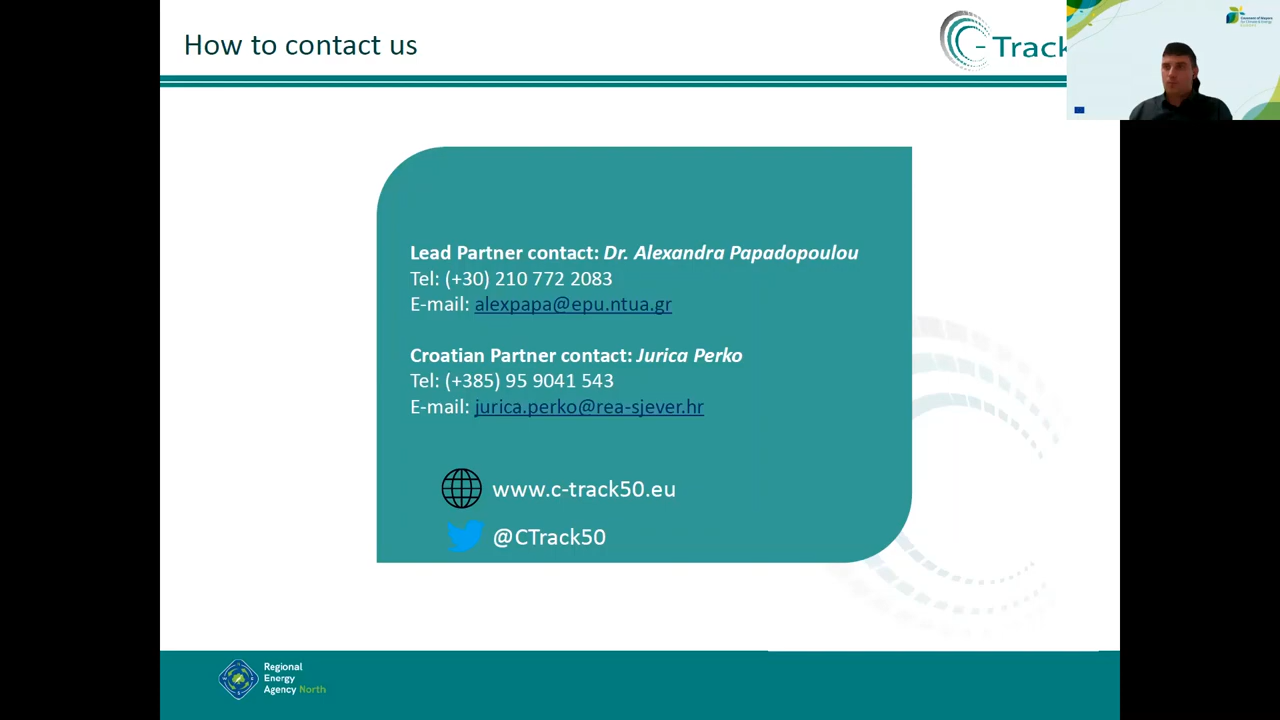 How to contact us
C-Track
Lead Partner contact: Dr. Alexandra Papadopoulou
Tel: (+30) 210 772 2083
E-mail: alexpapa@epu.ntua.gr
Croatian Partner contact: Jurica Perko
Tel: (+385) 95 9041 543
E-mail: jurica.perko@rea-sjever.hr
www.c-track50.eu
@CTrack50
Regional
Energy
Agency North